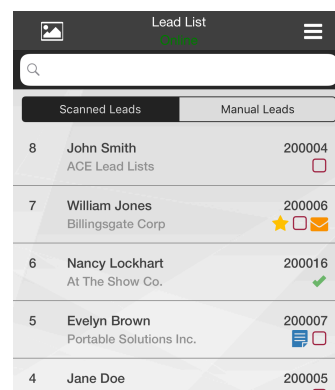 Lead List
Online
Scanned Leads Manual Leads
8 John Smith 200004
ACE Lead Lists
7 William Jones 200006
Billingsgate Corp
6 Nancy Lockhart 200016
At The Show Co.
5 Evelyn Brown 200007
Portable Solutions Inc.
4 Jane Doe 200005